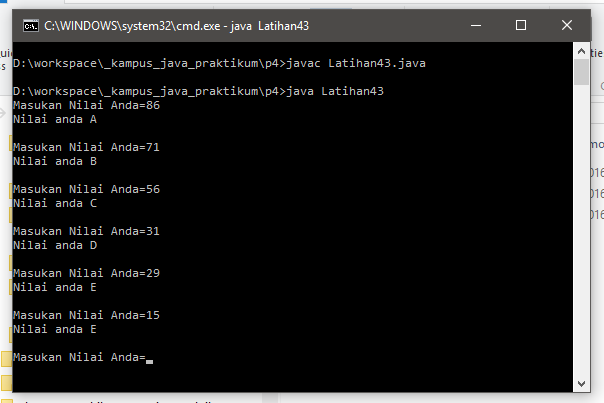 C:\WINDOWS\system32\cmd.exe - java Latihan43
D:\workspace\_kampus_java_praktikum\p4>javac Latihan43.java
D:\workspace\_kampus_java_praktikum\p4>java Latihan43
Masukan Nilai Anda=86
Nilai anda A
Masukan Nilai Anda=71
Nilai anda B
Masukan Nilai Anda=56
Nilai anda C
Masukan Nilai Anda=31
Nilai anda D
Masukan Nilai Anda=29
Nilai anda E
Masukan Nilai Anda=15
Nilai anda E
Masukan Nilai Anda=